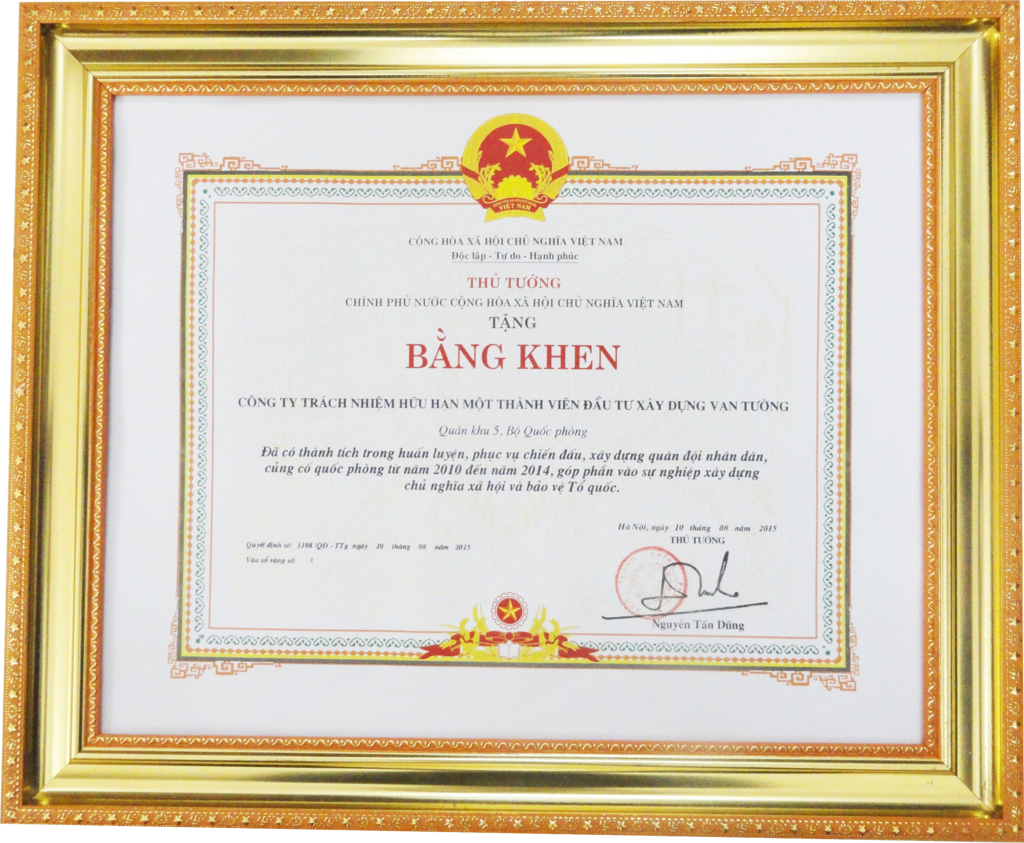 VIỆT NAM
CỘNG HÒA XÃ HỘI CHỦ NGHĨA VIỆT NAM
Độc lập - Tự do - Hạnh phúc
THỦ TƯỚNG
CHÍNH PHỦ NƯỚC CỘNG HÒA XÃ HỘI CHỦ NGHĨA VIỆT NAM
TẶNG
BẰNG KHEN
CÔNG TY TRÁCH NHIỆM HỮU HẠN MỘT THÀNH VIÊN ĐẦU TƯ XÂY DỰNG VẠN TƯỜNG
Quân khu 5, Bộ Quốc phòng
Đã có thành tích trong huấn luyện, phục vụ chiến đấu, xây dựng quân đội nhân dân,
củng cố quốc phòng từ năm 2010 đến năm 2014, góp phần vào sự nghiệp xây dựng
chủ nghĩa xã hội và bảo vệ Tổ quốc.
Hà Nội, ngày 10 tháng 08 năm 2015
THỦ TƯỚNG
Quyết định số: 1308 /QĐ - TTg ngày 10 tháng 08 năm 2015
Vào sổ vàng số: 3
Nguyễn Tấn Dũng